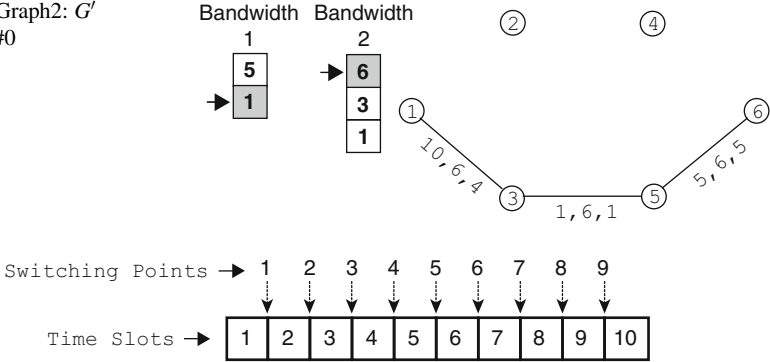 Graph2: G′
#0
Bandwidth Bandwidth
1 2
5 6
1 3
1
2 4
1 6
10,6,4 5,6,5
3 5
1,6,1
Switching Points 1 2 3 4 5 6 7 8 9
Time Slots 1 2 3 4 5 6 7 8 9 10